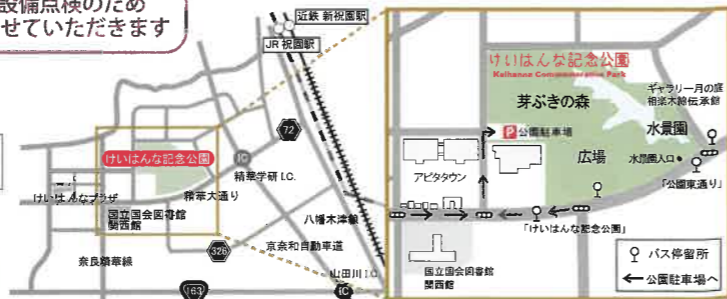 設備点検のため
せていただきます
近鉄 新祝園駅
JR 祝園駅
72
けいはんな記念公園
IC
精華学研 I.C.
けいはんなプラザ
精華大通り
国立国会図書館
関西館
八幡木津線
326
京奈和自動車道
奈良精華線
山田川 I.C.
163
IC
けいはんな記念公園
Keihanna Commemorative Park
芽ぶきの森
ギャラリー月の庭
相楽木綿伝承館
水景園
P 公園駐車場
広場
水景園入口
アピタタウン
「公園東通り」
「けいはんな記念公園」
国立国会図書館
関西館
バス停留所
公園駐車場へ